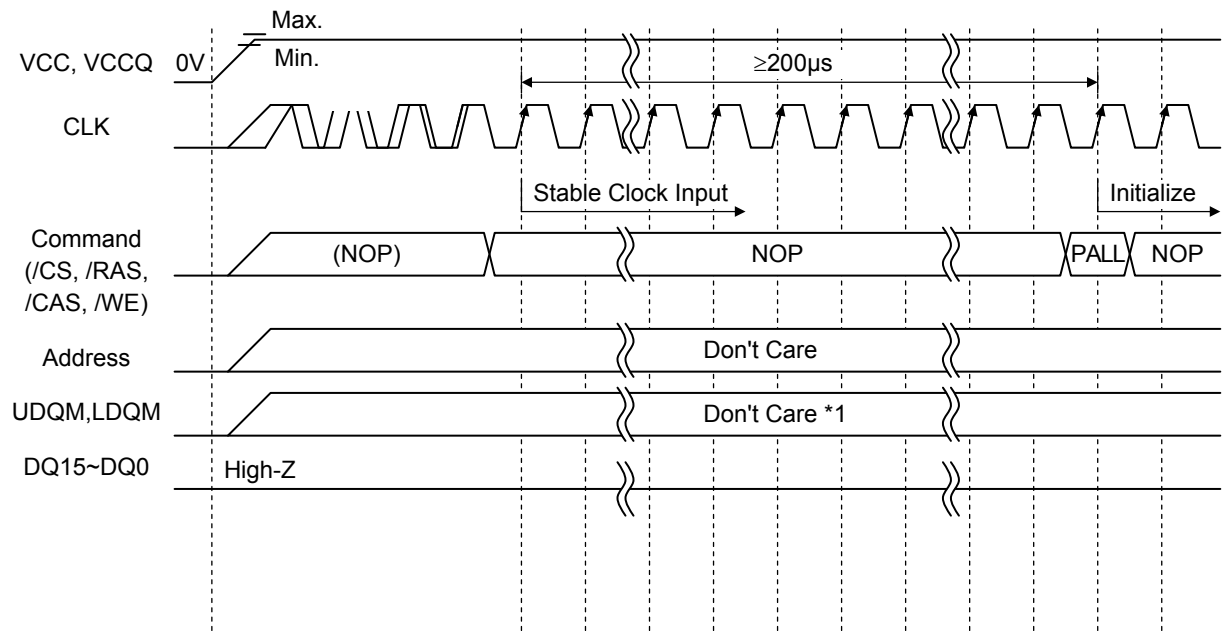 Max.
VCC, VCCQ 0V Min. ≥200µs
CLK
Stable Clock Input Initialize
Command
(/CS, /RAS,
/CAS, /WE)
(NOP) NOP PALL NOP
Address Don't Care
UDQM,LDQM Don't Care *1
DQ15~DQ0 High-Z